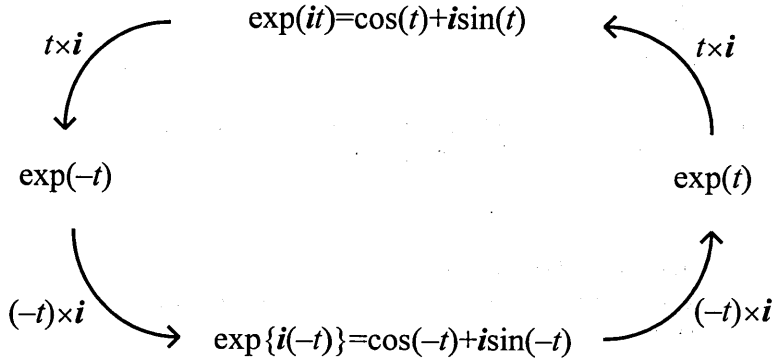 exp(it)=cos(t)+isin(t)
t×i
t×i
exp(–t)
exp(t)
(–t)×i
(–t)×i
exp{i(–t)}=cos(–t)+isin(–t)